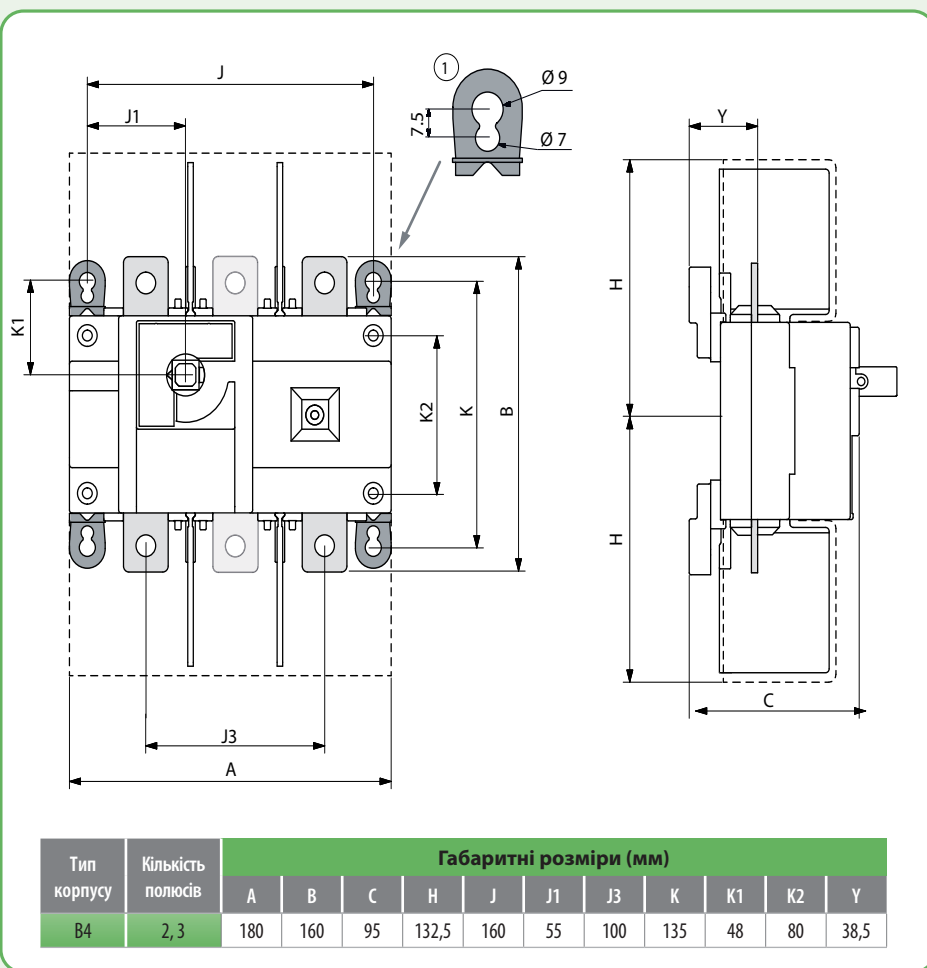 J
J1
1
Ø 9
7.5
Ø 7
Y
K1
K2
K
B
H
H
J3
A
C
Тип корпусу
Кількість полюсів
Габаритні розміри (мм)
A B C H J J1 J3 K K1 K2 Y
B4 2, 3 180 160 95 132,5 160 55 100 135 48 80 38,5